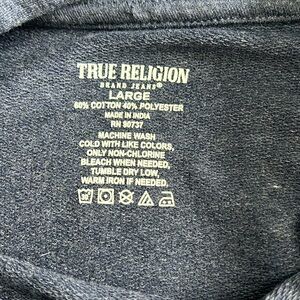 TRUE RELIGION
BRAND JEANS®
LARGE
60% COTTON 40% POLYESTER
MADE IN INDIA
RN 90737
MACHINE WASH
COLD WITH LIKE COLORS,
ONLY NON-CHLORINE
BLEACH WHEN NEEDED,
TUMBLE DRY LOW,
WARM IRON IF NEEDED.